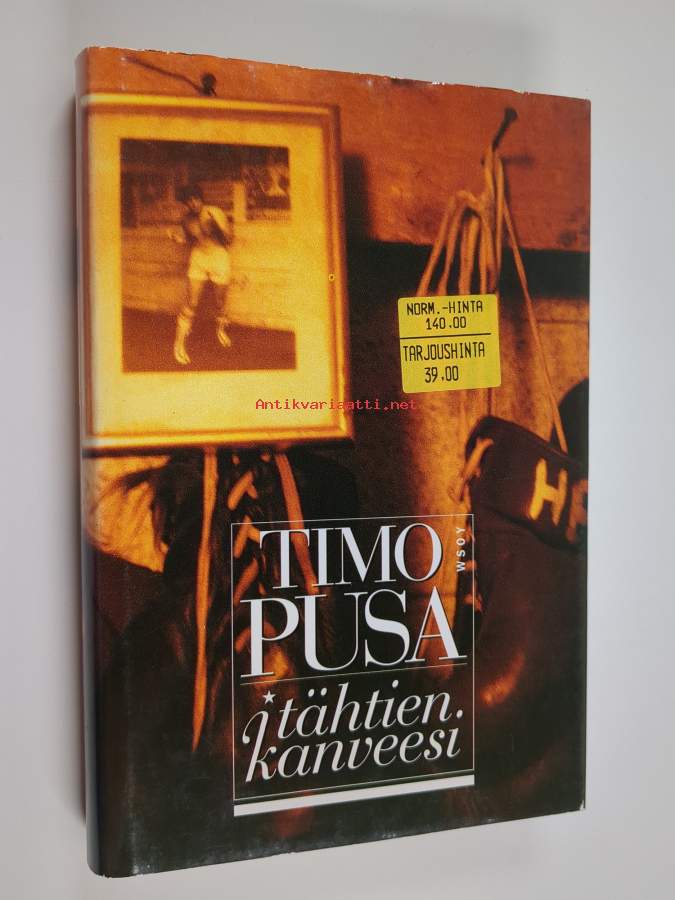 NORM.-HINTA
140.00
TARJOUSHINTA
39.00
Antikvariaatti.net
TIMO
PUSA
WSOY
tähtien
kanveesi